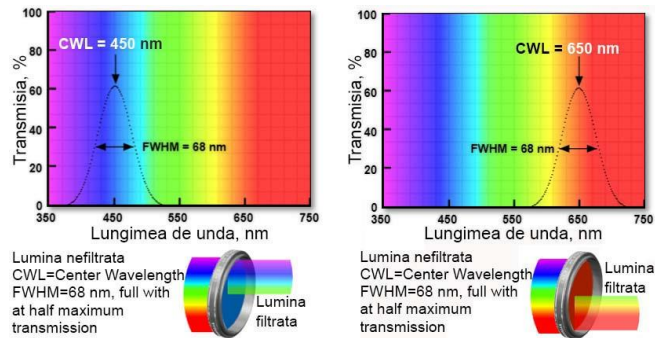 100
80
60
40
20
0
Transmisia, %
CWL = 450 nm
FWHM = 68 nm
350 450 550 650 750
Lungimea de unda, nm
Lumina nefiltrata
CWL=Center Wavelength
FWHM=68 nm, full with
at half maximum
transmission
Lumina
filtrata
100
80
60
40
20
0
Transmisia, %
CWL = 650 nm
FWHM = 68 nm
350 450 550 650 750
Lungimea de unda, nm
Lumina nefiltrata
CWL=Center Wavelength
FWHM=68 nm, full with
at half maximum
transmission
Lumina
filtrata